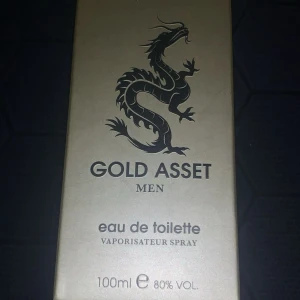 GOLD ASSET
MEN
eau de toilette
VAPORISATEUR SPRAY
100ml e 80% VOL.